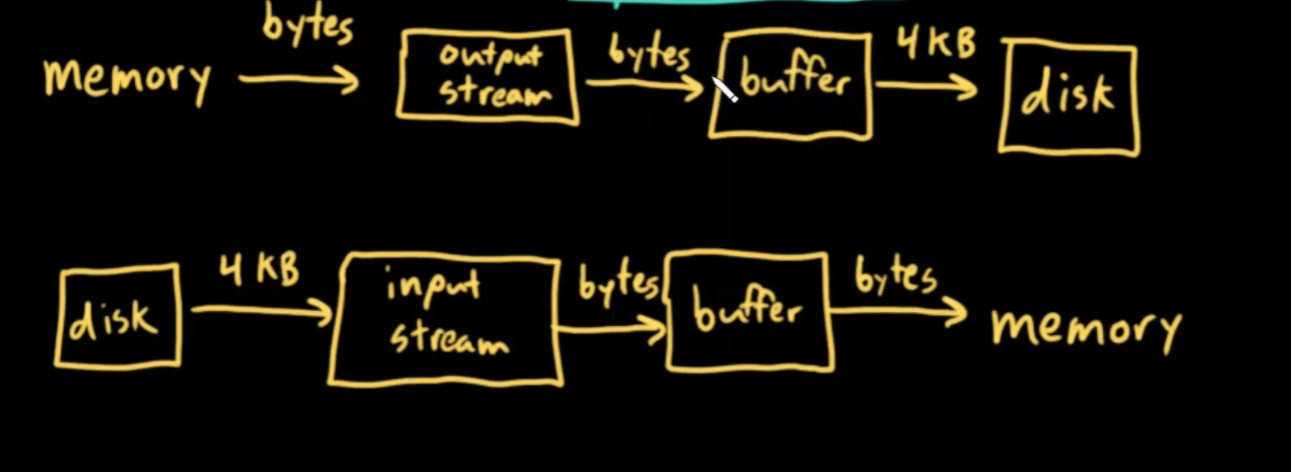 bytes
memory
output
stream
bytes
buffer
4 KB
disk
disk
4 KB
input
stream
bytes
buffer
bytes
memory